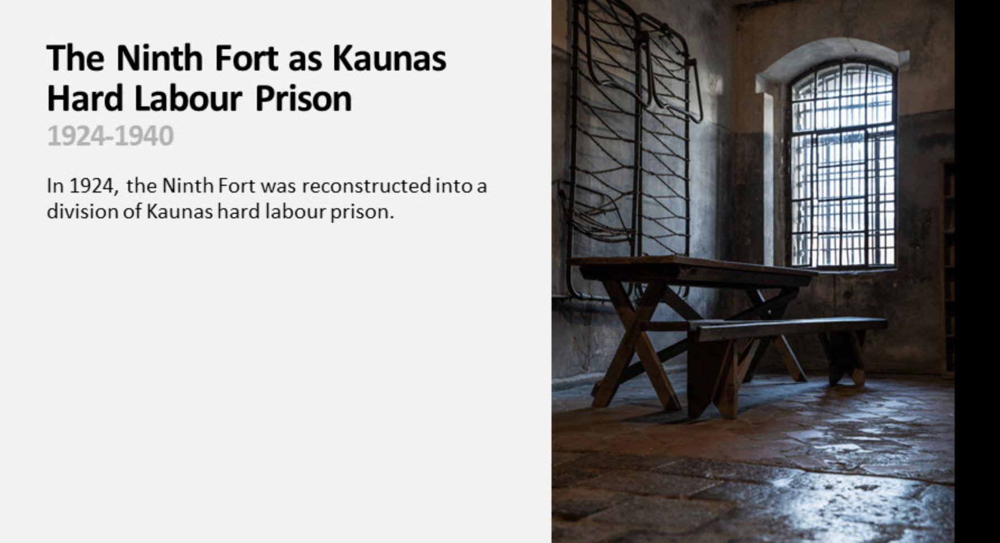 The Ninth Fort as Kaunas
Hard Labour Prison
1924-1940
In 1924, the Ninth Fort was reconstructed into a
division of Kaunas hard labour prison.